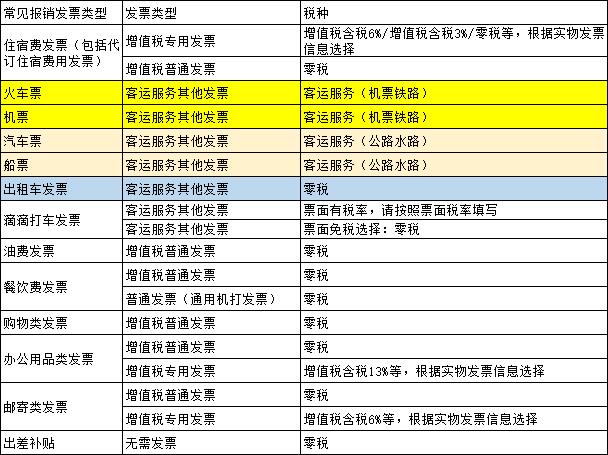 常见报销发票类型 发票类型 税种
住宿费发票（包括代订住宿费用发票） 增值税专用发票 增值税含税6%/增值税含税3%/零税等，根据实物发票信息选择
增值税普通发票 零税
火车票 客运服务其他发票 客运服务（机票铁路）
机票 客运服务其他发票 客运服务（机票铁路）
汽车票 客运服务其他发票 客运服务（公路水路）
船票 客运服务其他发票 客运服务（公路水路）
出租车发票 客运服务其他发票 零税
滴滴打车发票 客运服务其他发票 票面有税率，请按照票面税率填写
客运服务其他发票 票面免税选择：零税
油费发票 增值税普通发票 零税
餐饮费发票 增值税普通发票 零税
普通发票（通用机打发票） 零税
购物类发票 增值税普通发票 零税
办公用品类发票 增值税普通发票 零税
增值税专用发票 增值税含税13%等，根据实物发票信息选择
邮寄类发票 增值税普通发票 零税
增值税专用发票 增值税含税6%等，根据实物发票信息选择
出差补贴 无需发票 零税